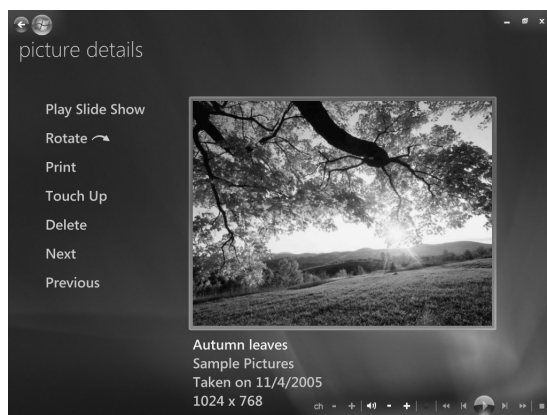 picture details
Play Slide Show
Rotate
Print
Touch Up
Delete
Next
Previous
Autumn leaves
Sample Pictures
Taken on 11/4/2005
1024 x 768
ch - + - +